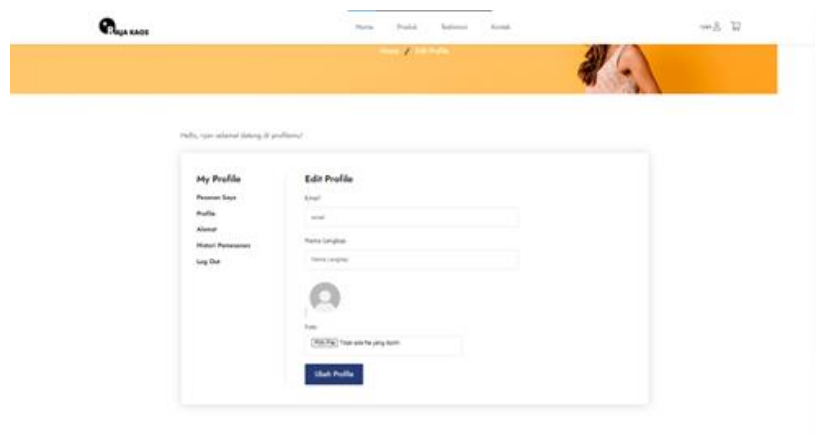 RAJA KAOS
Home Produk Testimoni Kontak
ryan
Home / Edit Profile
Hello, ryan selamat datang di profilemu!
My Profile
Pesanan Saya
Profile
Alamat
Histori Pemesanan
Log Out
Edit Profile
Email
email
Nama Lengkap
Nama Lengkap
Foto
Pilih File Tidak ada file yang dipilih
Ubah Profile